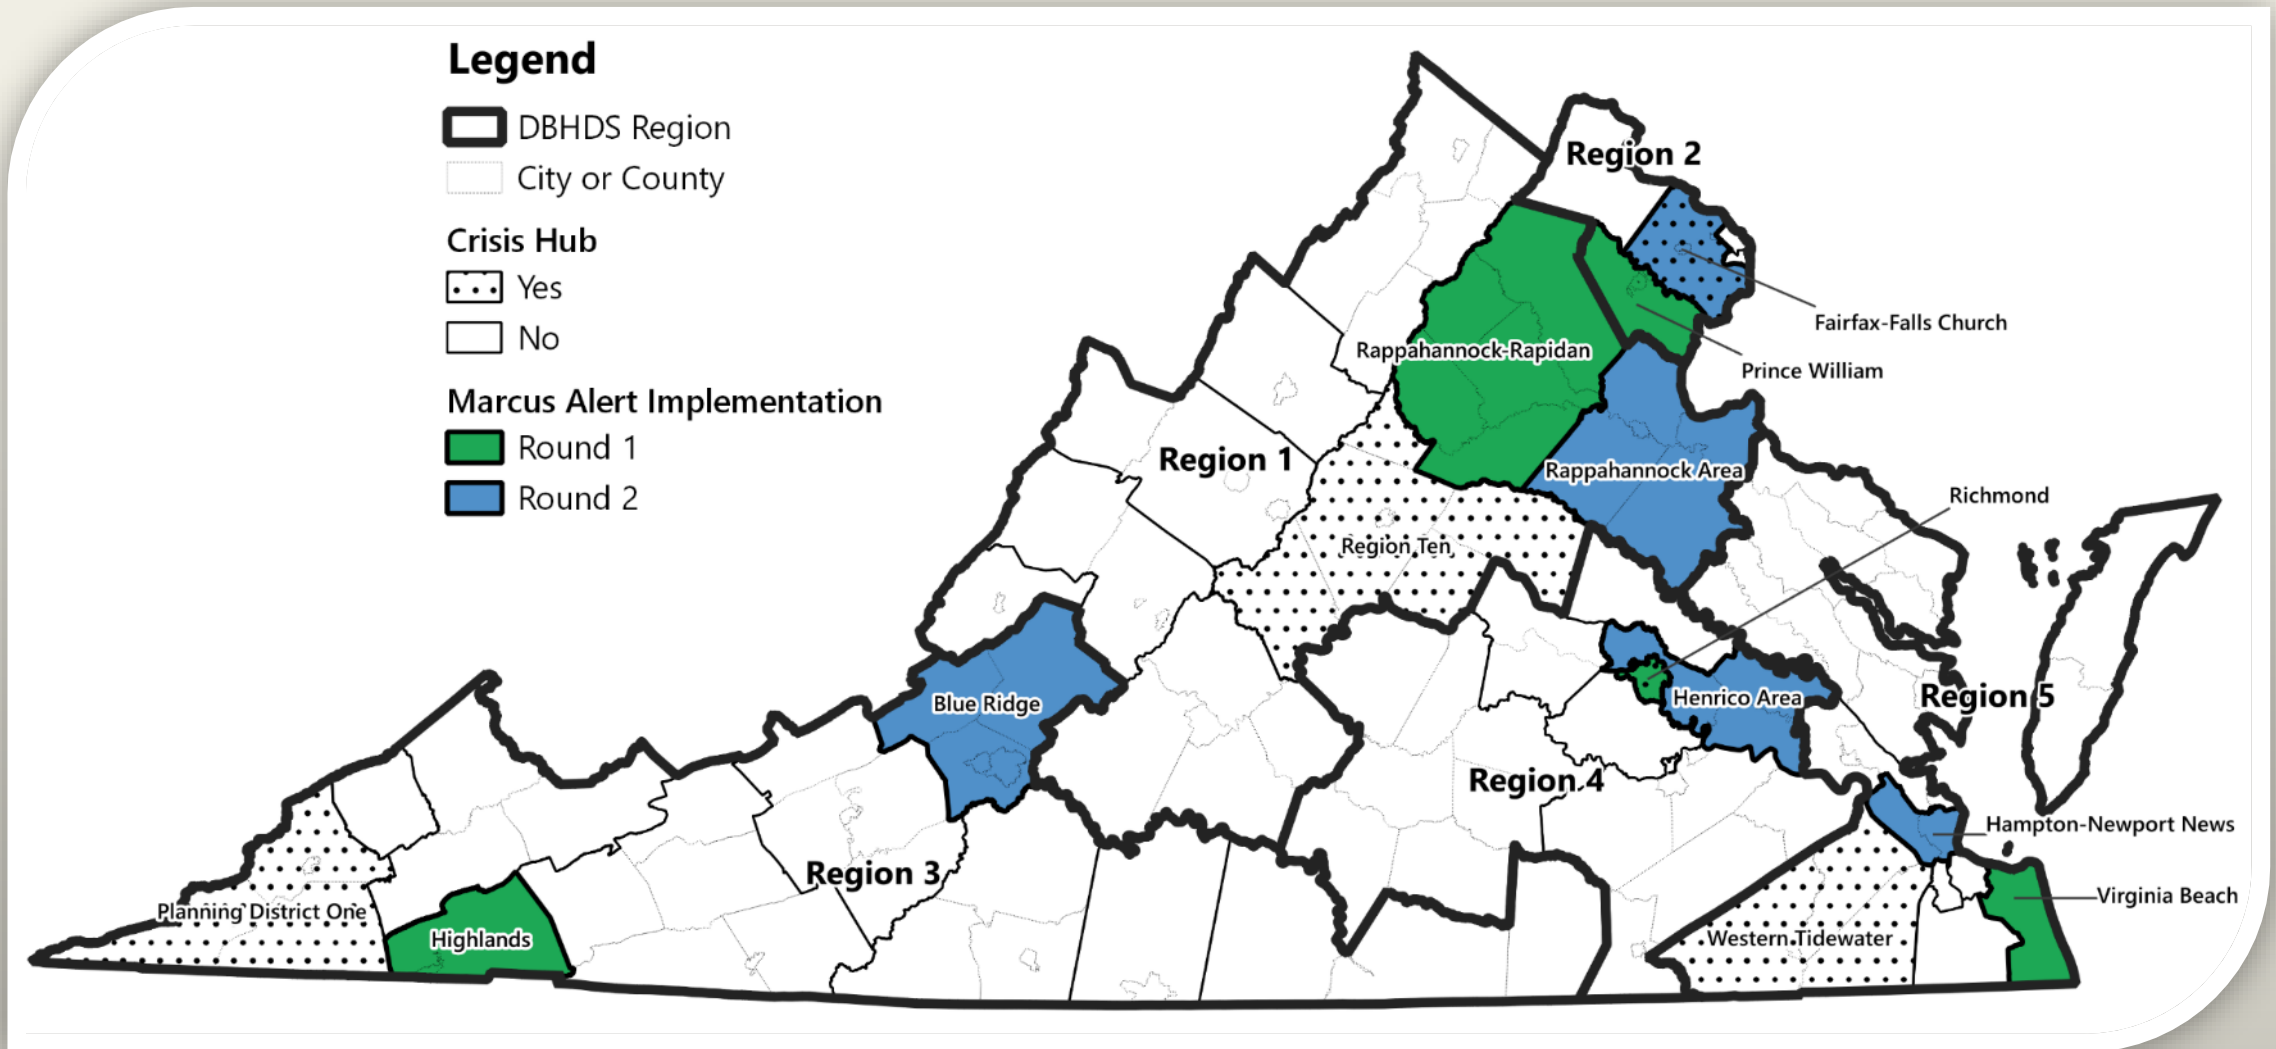 Legend
DBHDS Region
City or County
Crisis Hub
Yes
No
Marcus Alert Implementation
Round 1
Round 2
Region 2
Fairfax-Falls Church
Rappahannock-Rapidan
Prince William
Region 1
Rappahannock Area
Richmond
Region Ten
Blue Ridge
Henrico Area
Region 5
Region 4
Hampton-Newport News
Region 3
Virginia Beach
Planning District One
Highlands
Western Tidewater